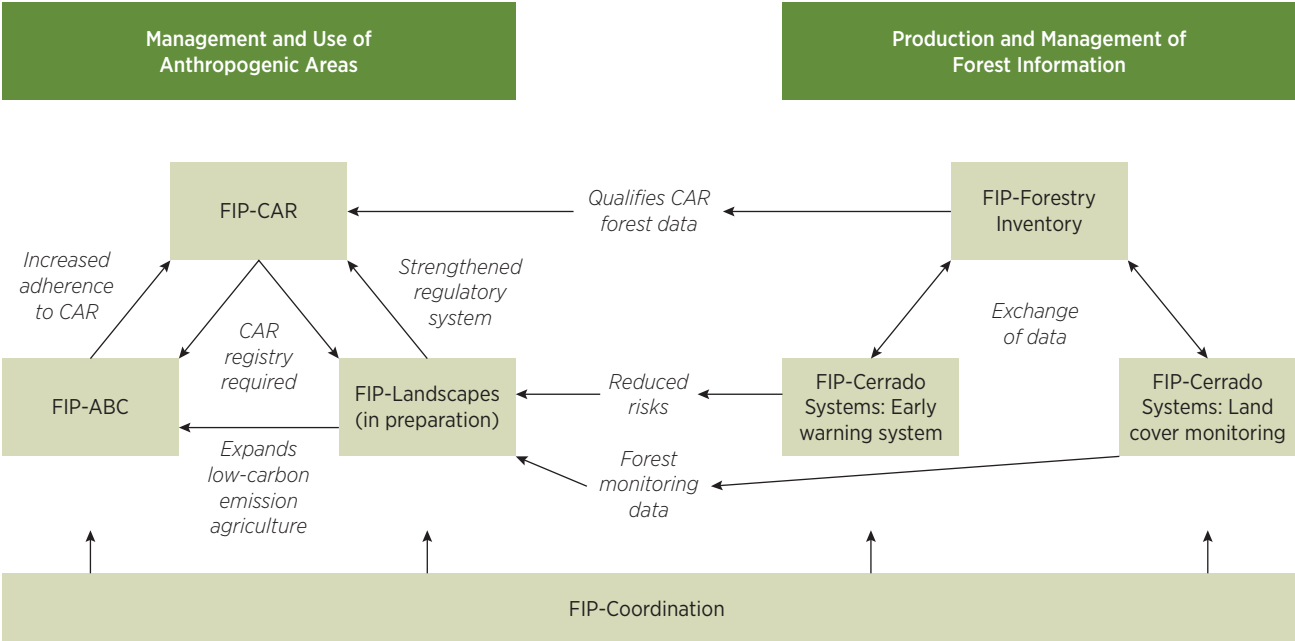 Management and Use of
Anthropogenic Areas
Production and Management of
Forest Information
FIP-CAR
Qualifies CAR
forest data
FIP-Forestry
Inventory
Increased
adherence
to CAR
Strengthened
regulatory
system
CAR
registry
required
Exchange
of data
FIP-ABC
FIP-Landscapes
(in preparation)
Reduced
risks
FIP-Cerrado
Systems: Early
warning system
FIP-Cerrado
Systems: Land
cover monitoring
Expands
low-carbon
emission
agriculture
Forest
monitoring
data
FIP-Coordination